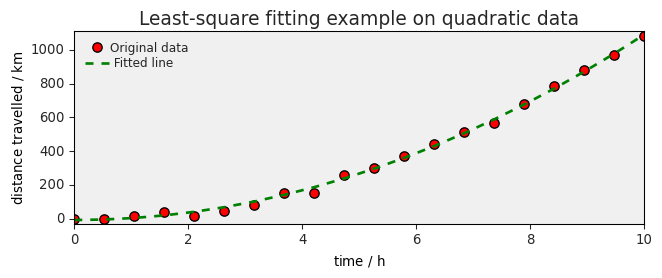 Least-square fitting example on quadratic data
Original data
Fitted line
distance travelled / km
1000
800
600
400
200
0
0 2 4 6 8 10
time / h